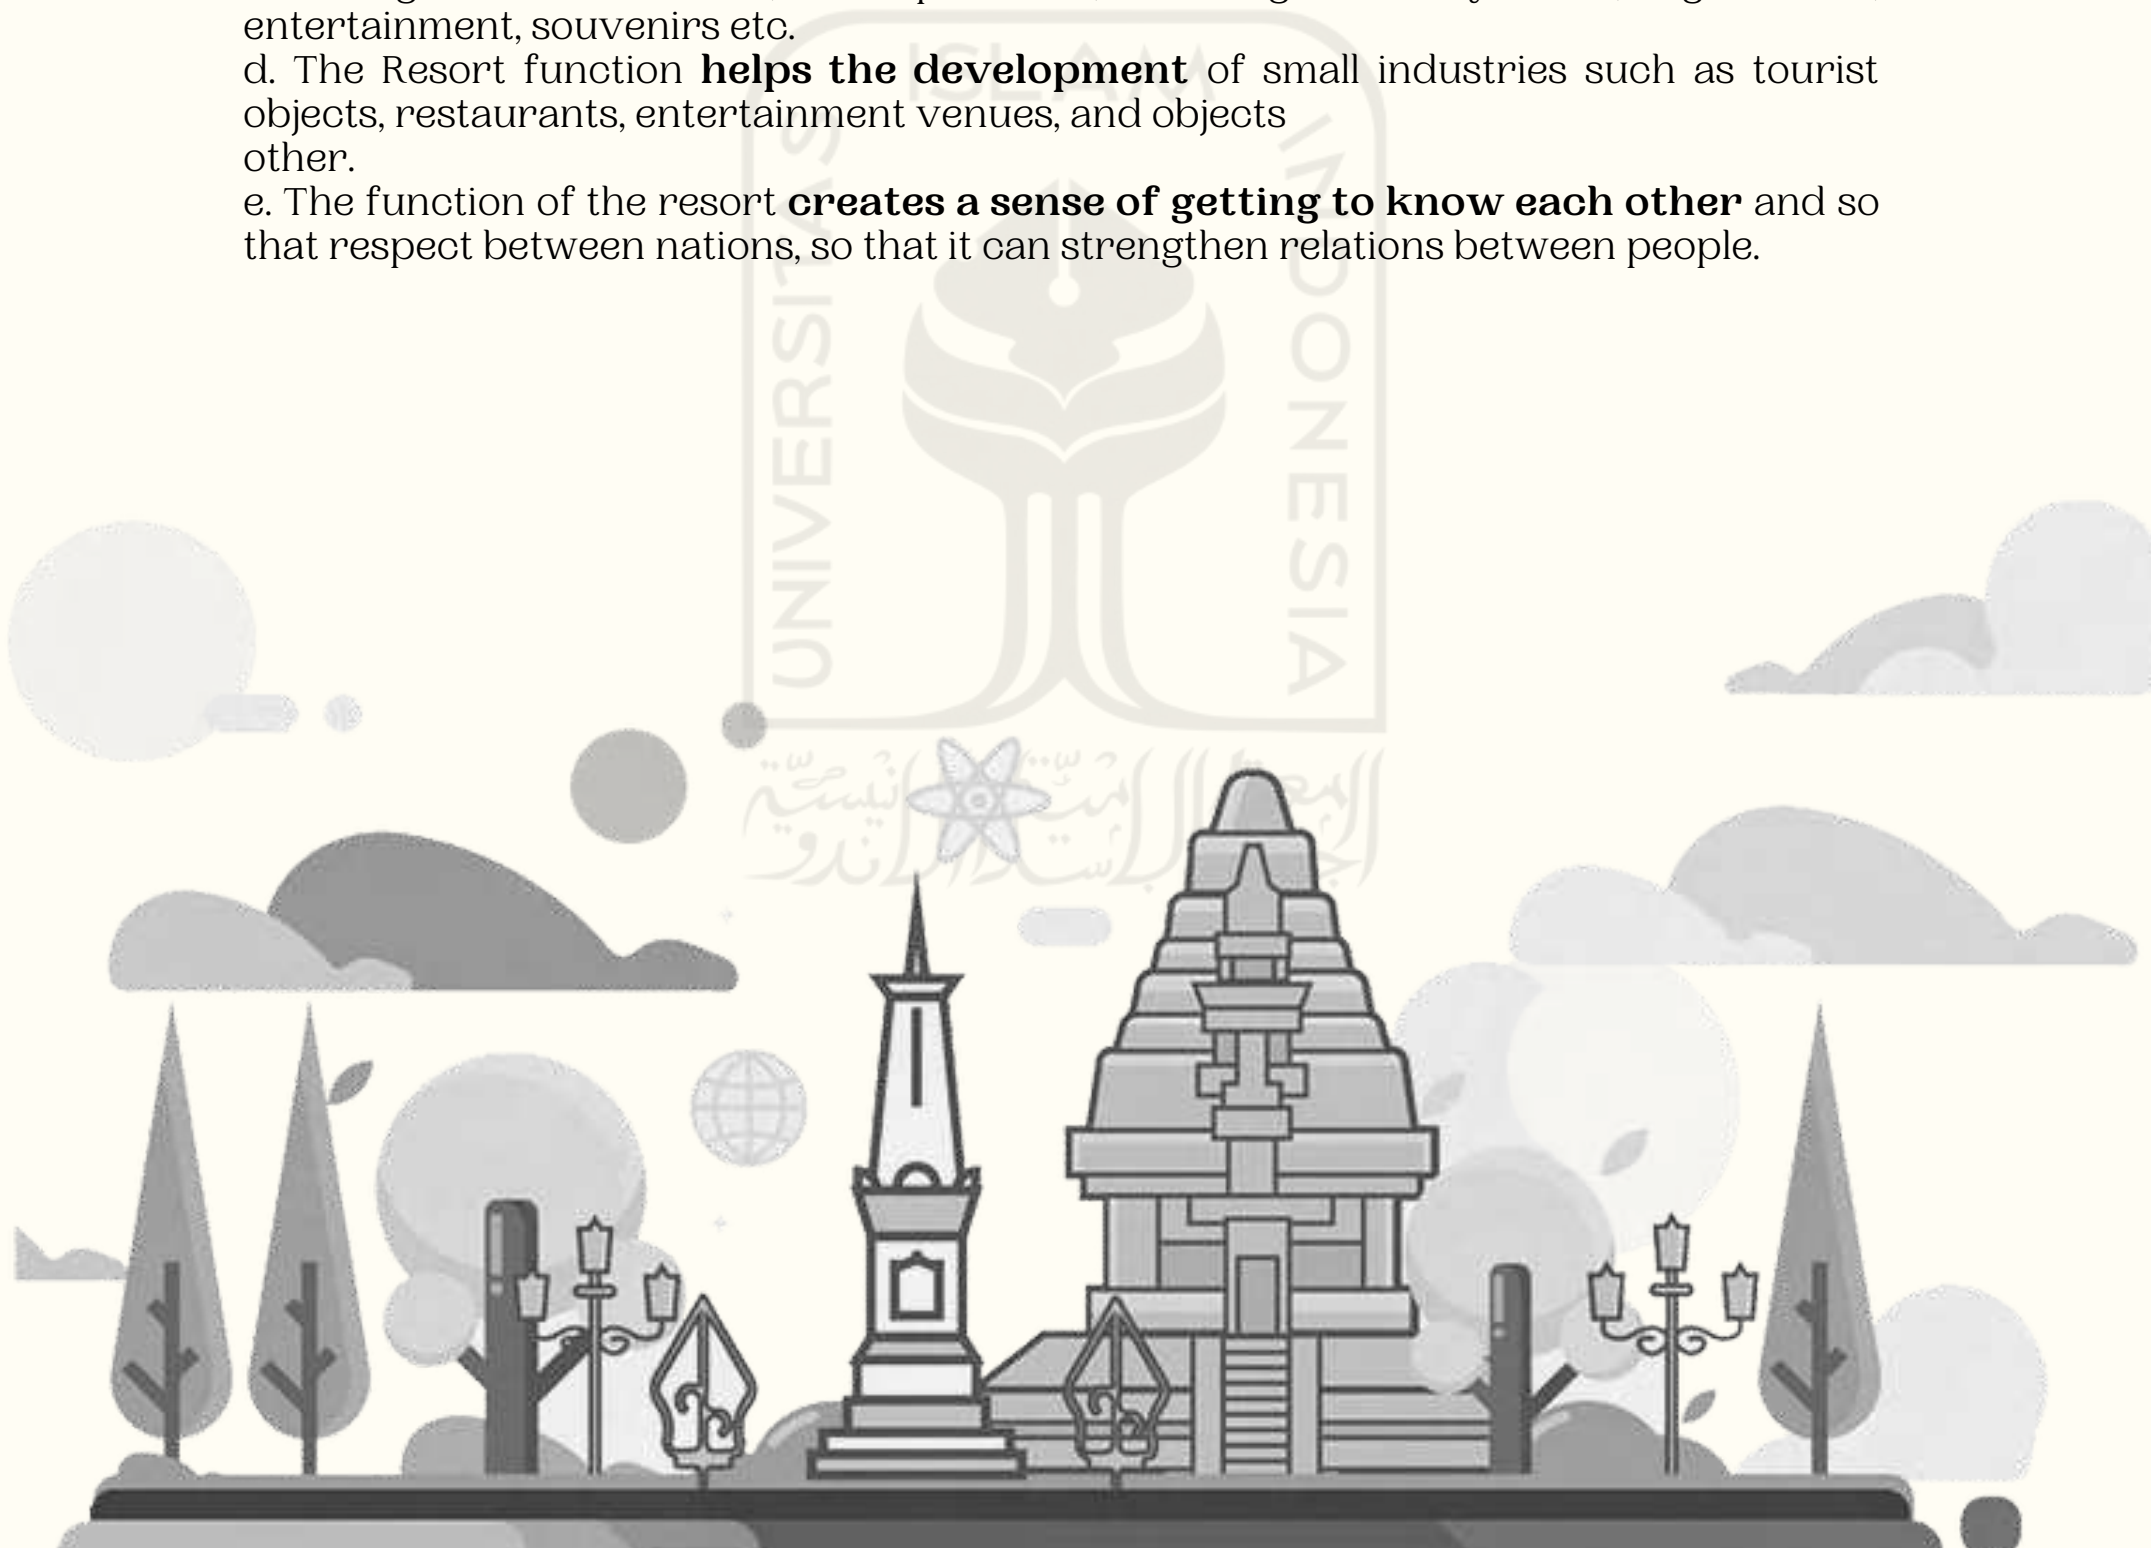 entertainment, souvenirs etc.
d. The Resort function helps the development of small industries such as tourist
objects, restaurants, entertainment venues, and objects
other.
e. The function of the resort creates a sense of getting to know each other and so
that respect between nations, so that it can strengthen relations between people.
UNIVERSITAS
ISLAM
INDONESIA